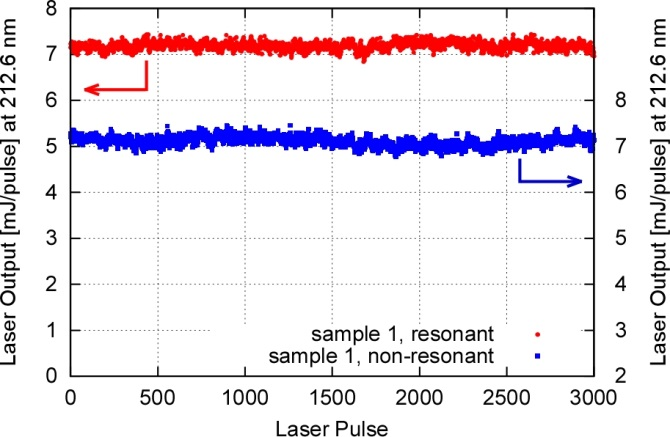 Laser Output [mJ/pulse] at 212.6 nm
8
7
6
5
4
3
2
1
0
8
7
6
5
4
3
2
Laser Output [mJ/pulse] at 212.6 nm
sample 1, resonant
sample 1, non-resonant
0 500 1000 1500 2000 2500 3000
Laser Pulse